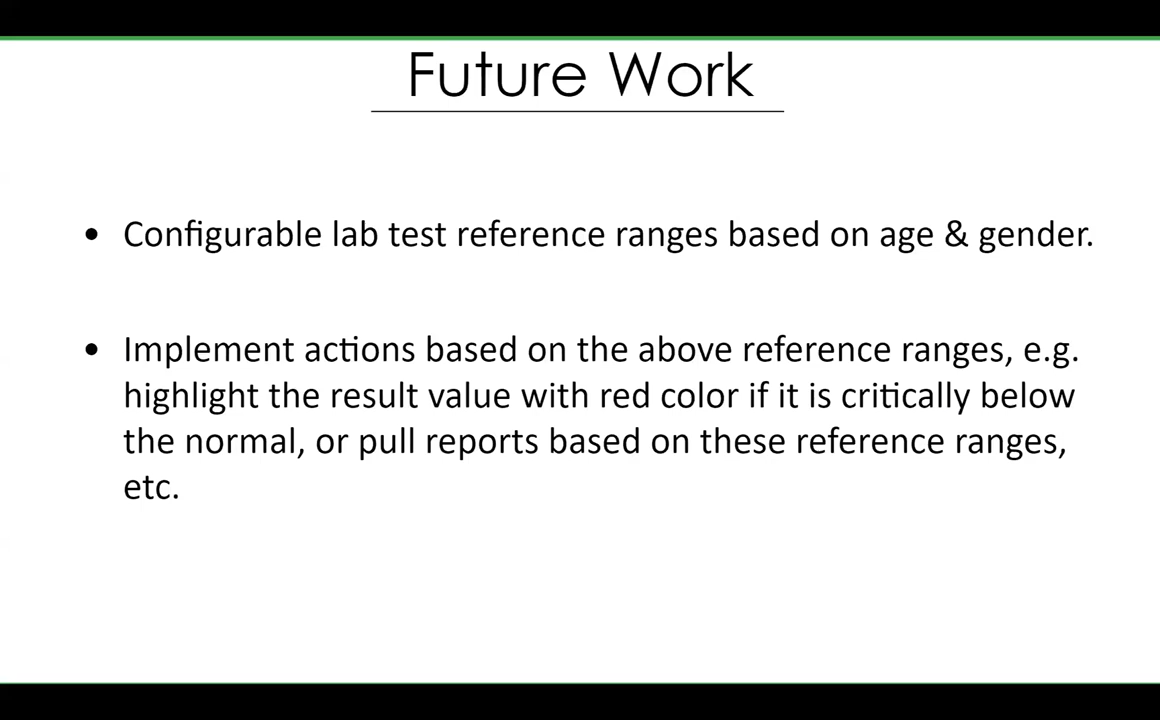 Future Work
• Configurable lab test reference ranges based on age & gender.
• Implement actions based on the above reference ranges, e.g.
highlight the result value with red color if it is critically below
the normal, or pull reports based on these reference ranges,
etc.